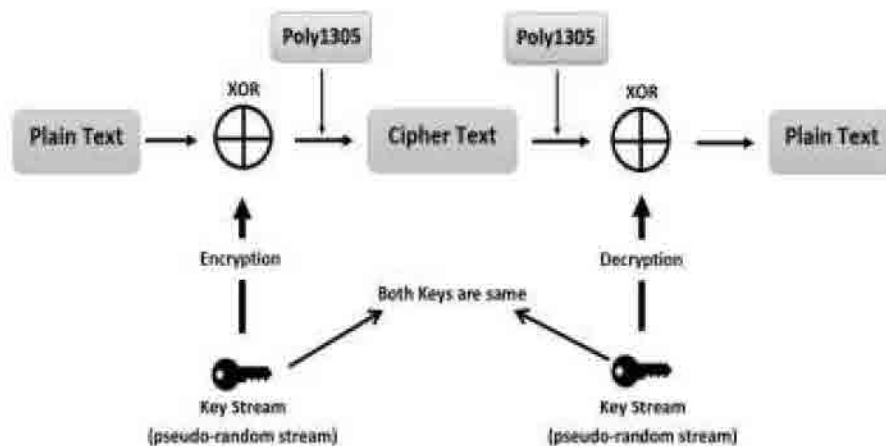 Poly1305
Poly1305
XOR
XOR
Plain Text
Cipher Text
Plain Text
Encryption
Decryption
Both Keys are same
Key Stream
(pseudo-random stream)
Key Stream
(pseudo-random stream)